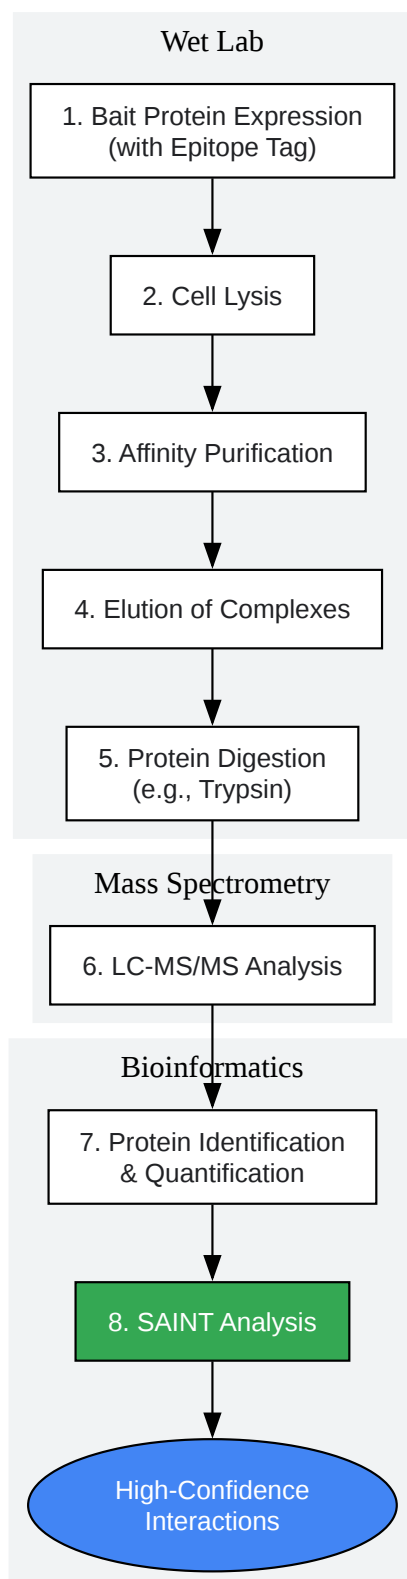 Wet Lab
1. Bait Protein Expression
(with Epitope Tag)
2. Cell Lysis
3. Affinity Purification
4. Elution of Complexes
5. Protein Digestion
(e.g., Trypsin)
Mass Spectrometry
6. LC-MS/MS Analysis
Bioinformatics
7. Protein Identification
& Quantification
8. SAINT Analysis
High-Confidence
Interactions